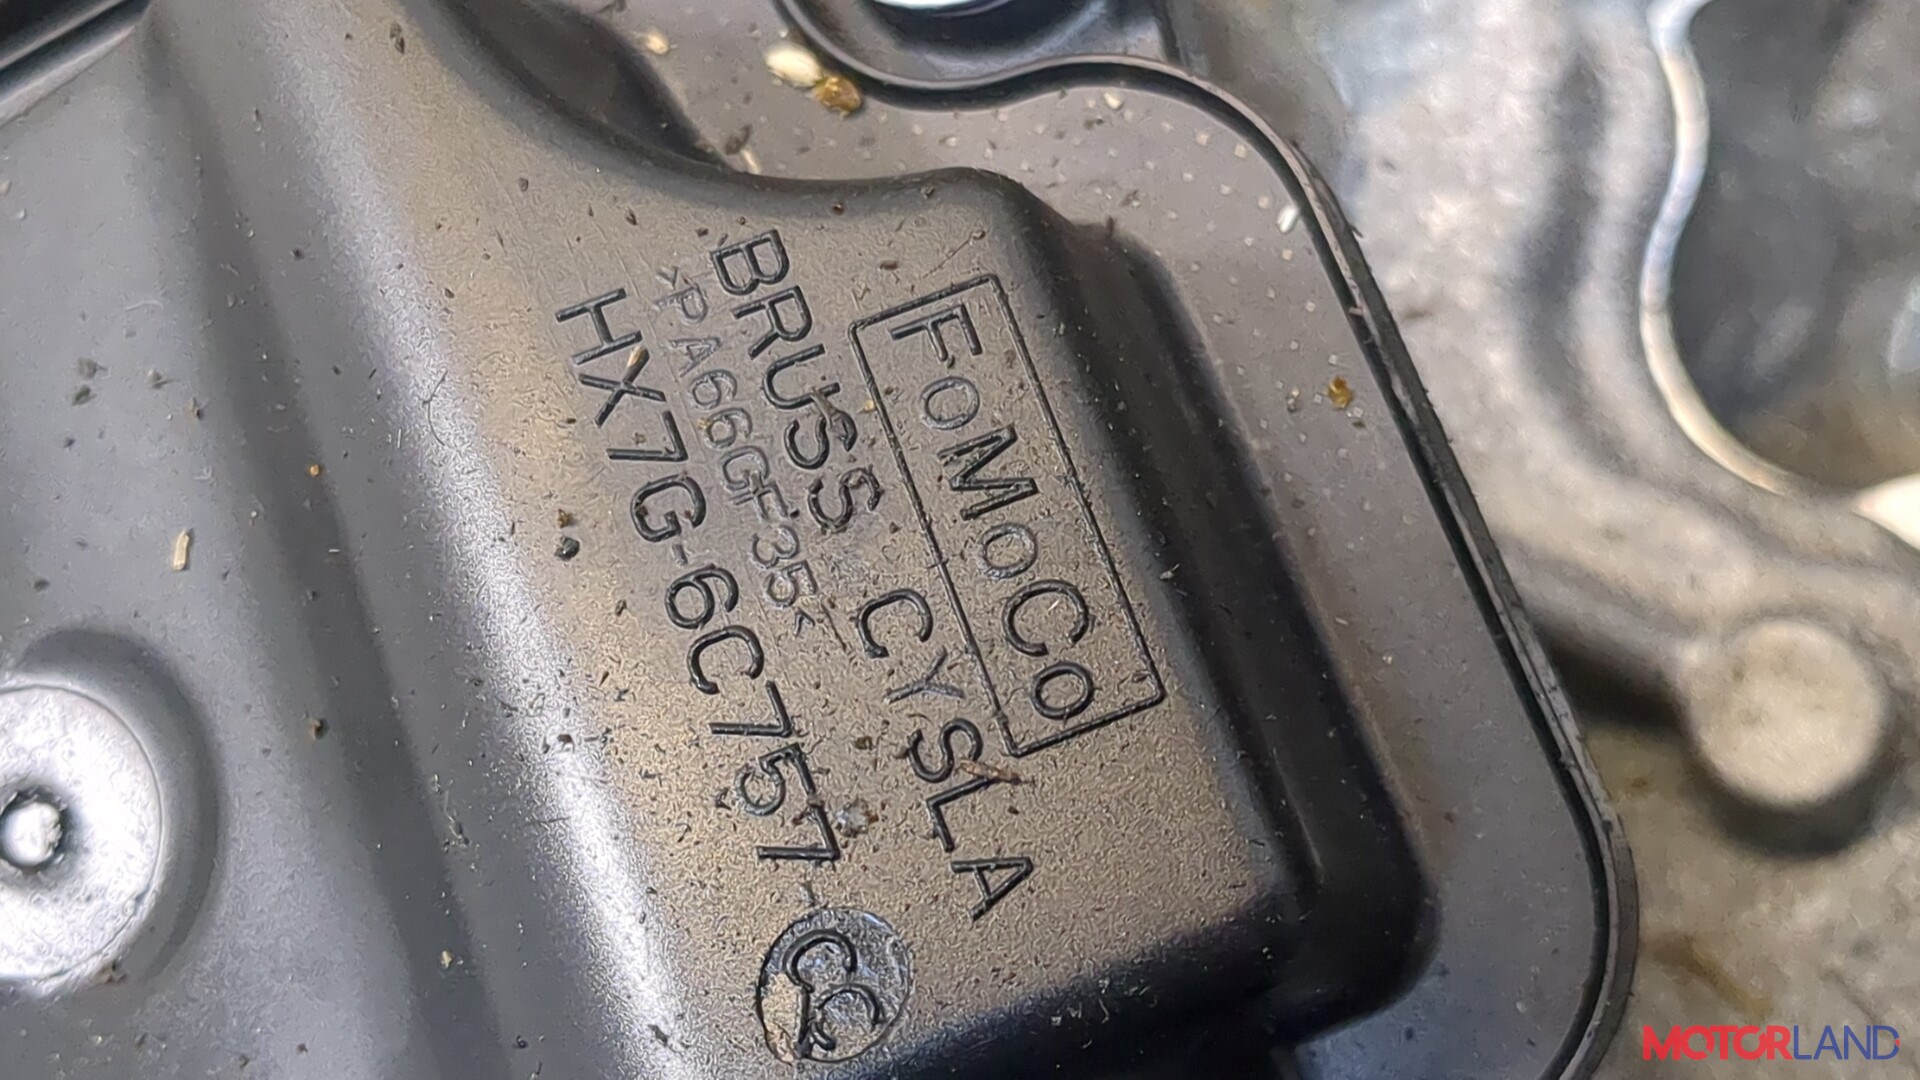 FoMoCo
BRUSS CYSLA
>PA66GF35<
HX7G-6C757-
CC
MOTORLAND